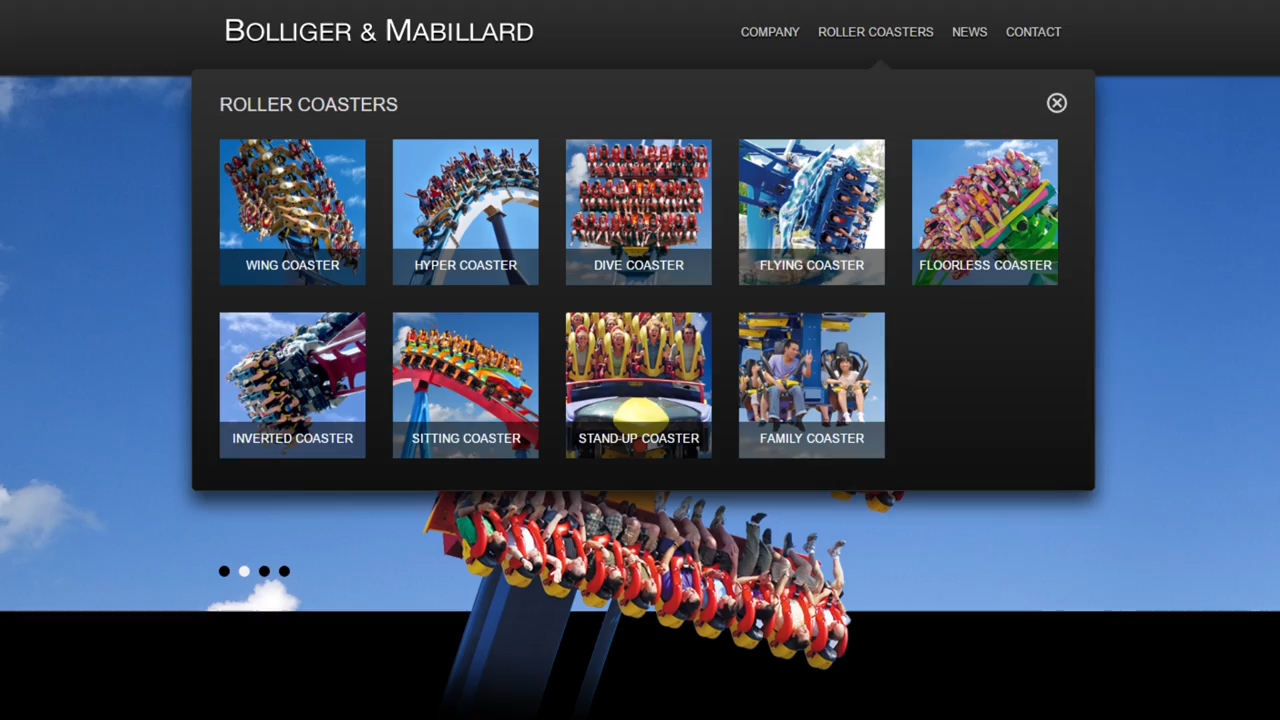 BOLLIGER & MABILLARD
COMPANY ROLLER COASTERS NEWS CONTACT
ROLLER COASTERS
WING COASTER
HYPER COASTER
DIVE COASTER
FLYING COASTER
FLOORLESS COASTER
INVERTED COASTER
SITTING COASTER
STAND-UP COASTER
FAMILY COASTER